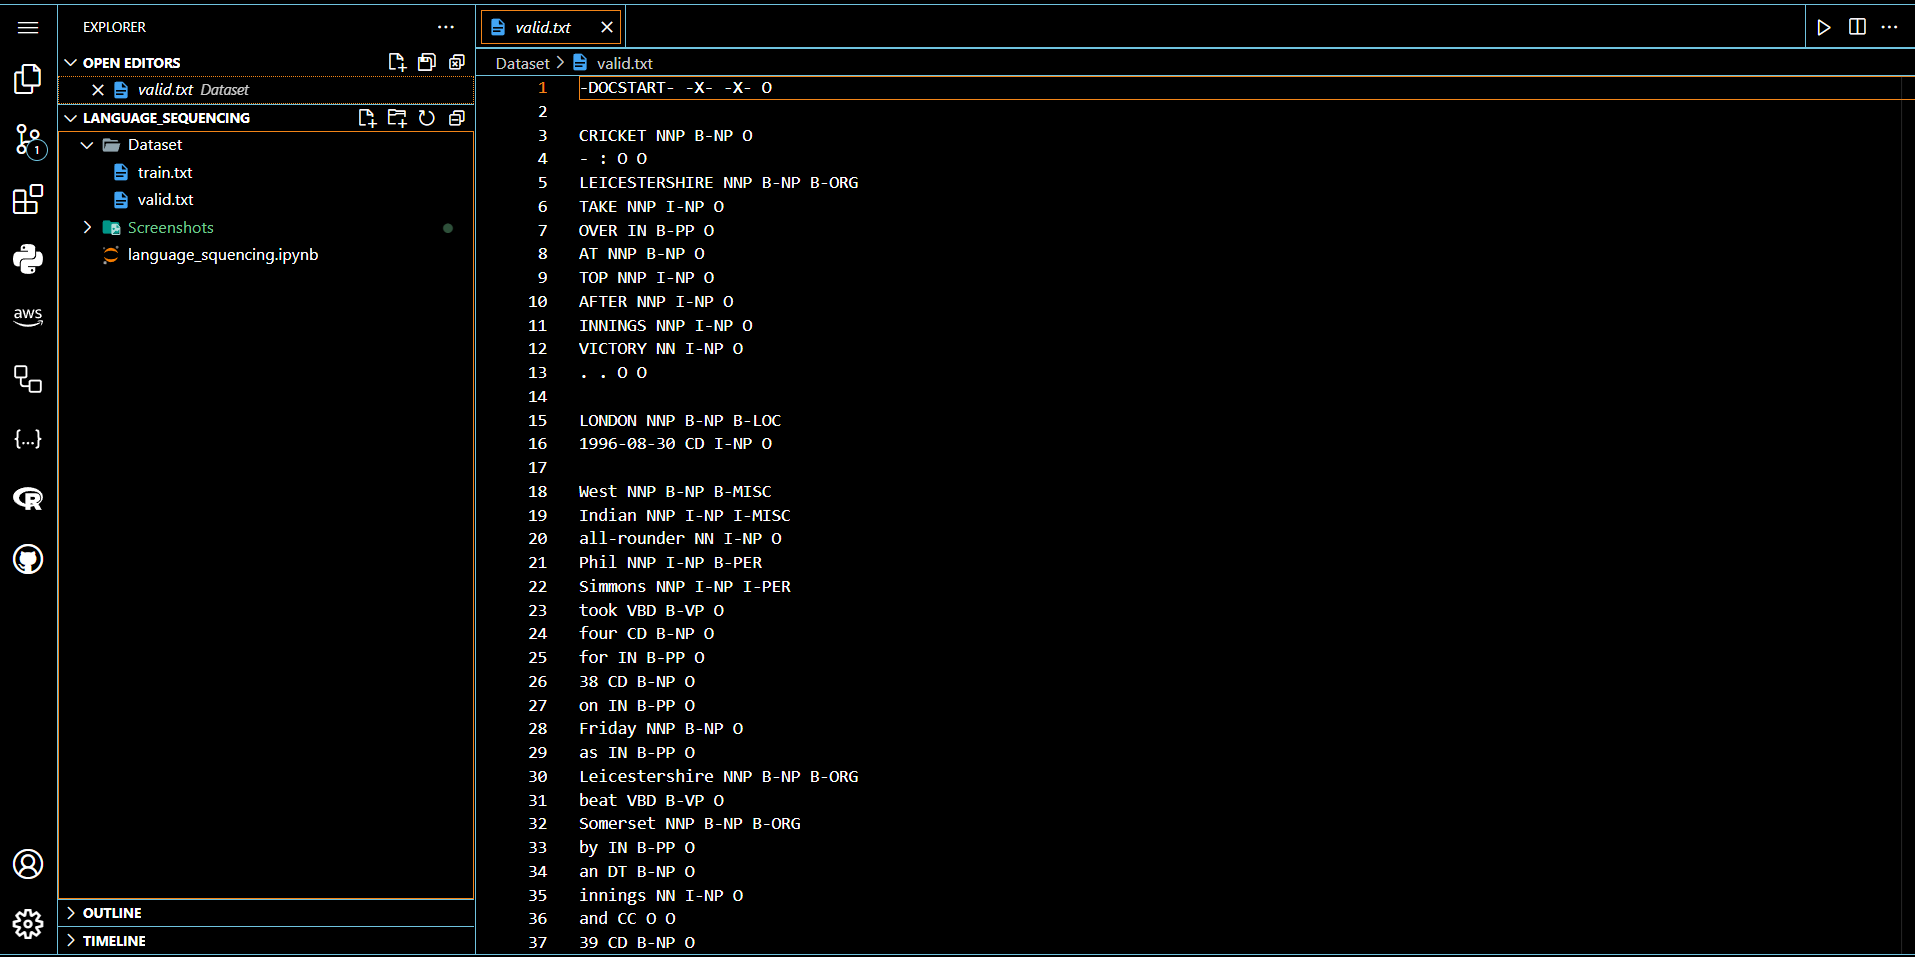 EXPLORER
OPEN EDITORS
valid.txt Dataset
LANGUAGE_SEQUENCING
Dataset
train.txt
valid.txt
Screenshots
language_squencing.ipynb
OUTLINE
TIMELINE
1
aws
{...}
R
valid.txt
Dataset > valid.txt
1 -DOCSTART- -X- -X- O
2
3 CRICKET NNP B-NP O
4 - : O O
5 LEICESTERSHIRE NNP B-NP B-ORG
6 TAKE NNP I-NP O
7 OVER IN B-PP O
8 AT NNP B-NP O
9 TOP NNP I-NP O
10 AFTER NNP I-NP O
11 INNINGS NNP I-NP O
12 VICTORY NN I-NP O
13 . . O O
14
15 LONDON NNP B-NP B-LOC
16 1996-08-30 CD I-NP O
17
18 West NNP B-NP B-MISC
19 Indian NNP I-NP I-MISC
20 all-rounder NN I-NP O
21 Phil NNP I-NP B-PER
22 Simmons NNP I-NP I-PER
23 took VBD B-VP O
24 four CD B-NP O
25 for IN B-PP O
26 38 CD B-NP O
27 on IN B-PP O
28 Friday NNP B-NP O
29 as IN B-PP O
30 Leicestershire NNP B-NP B-ORG
31 beat VBD B-VP O
32 Somerset NNP B-NP B-ORG
33 by IN B-PP O
34 an DT B-NP O
35 innings NN I-NP O
36 and CC O O
37 39 CD B-NP O